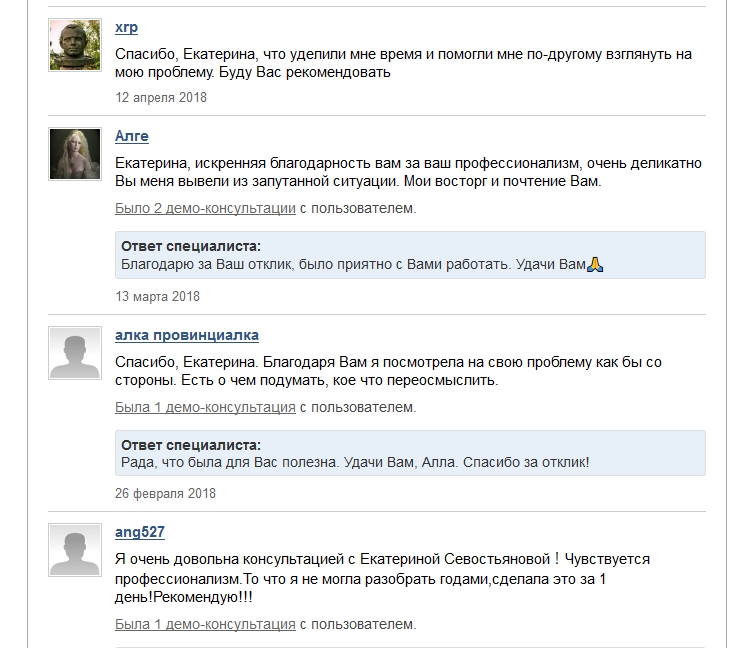 xrp
Спасибо, Екатерина, что уделили мне время и помогли мне по-другому взглянуть на
мою проблему. Буду Вас рекомендовать
12 апреля 2018
Алге
Екатерина, искренняя благодарность вам за ваш профессионализм, очень деликатно
Вы меня вывели из запутанной ситуации. Мои восторг и почтение Вам.
Было 2 демо-консультации с пользователем.
Ответ специалиста:
Благодарю за Ваш отклик, было приятно с Вами работать. Удачи Вам🙏
13 марта 2018
алка провинциалка
Спасибо, Екатерина. Благодаря Вам я посмотрела на свою проблему как бы со
стороны. Есть о чем подумать, кое что переосмыслить.
Была 1 демо-консультация с пользователем.
Ответ специалиста:
Рада, что была для Вас полезна. Удачи Вам, Алла. Спасибо за отклик!
26 февраля 2018
ang527
Я очень довольна консультацией с Екатериной Севостьяновой ! Чувствуется
профессионализм.То что я не могла разобрать годами,сделала это за 1
день!Рекомендую!!!
Была 1 демо-консультация с пользователем.